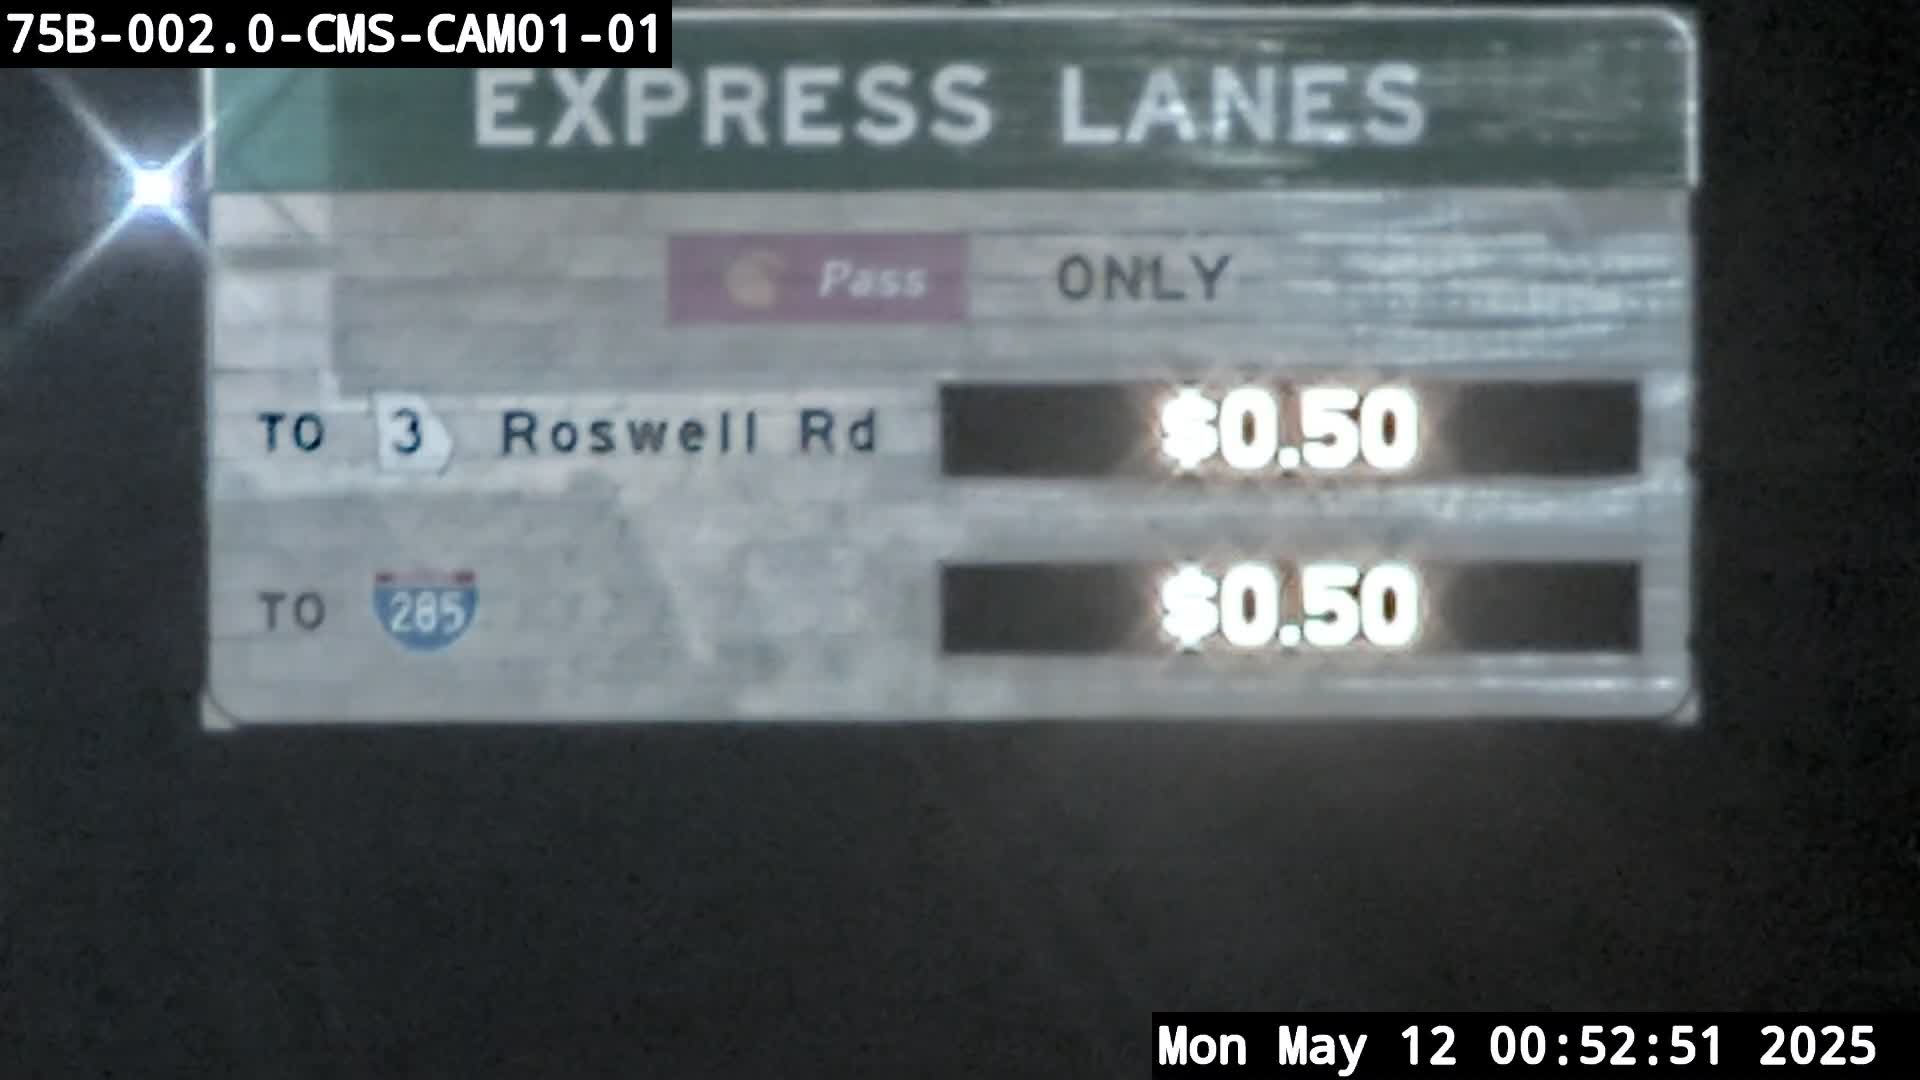 75B-002.0-CMS-CAM01-01
EXPRESS LANES
Pass ONLY
TO 3 Roswell Rd $0.50
TO 285 $0.50
Mon May 12 00:52:51 2025